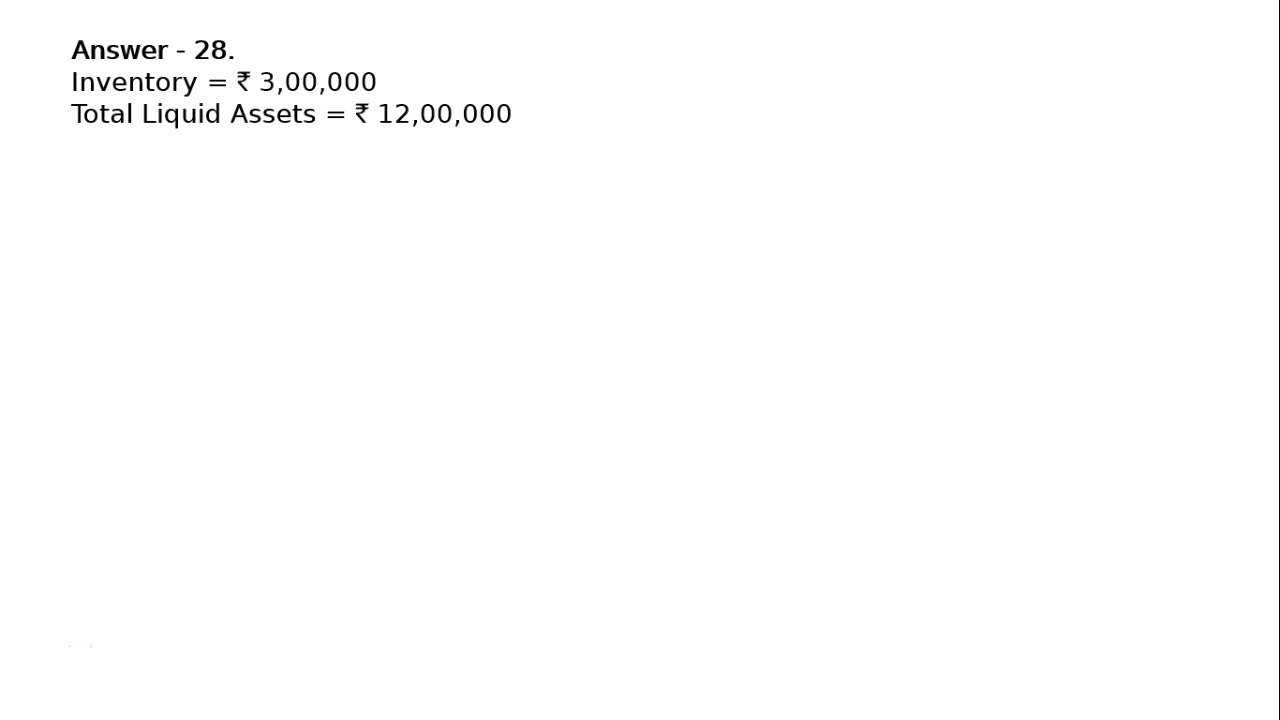 Answer - 28.
Inventory = ₹ 3,00,000
Total Liquid Assets = ₹ 12,00,000